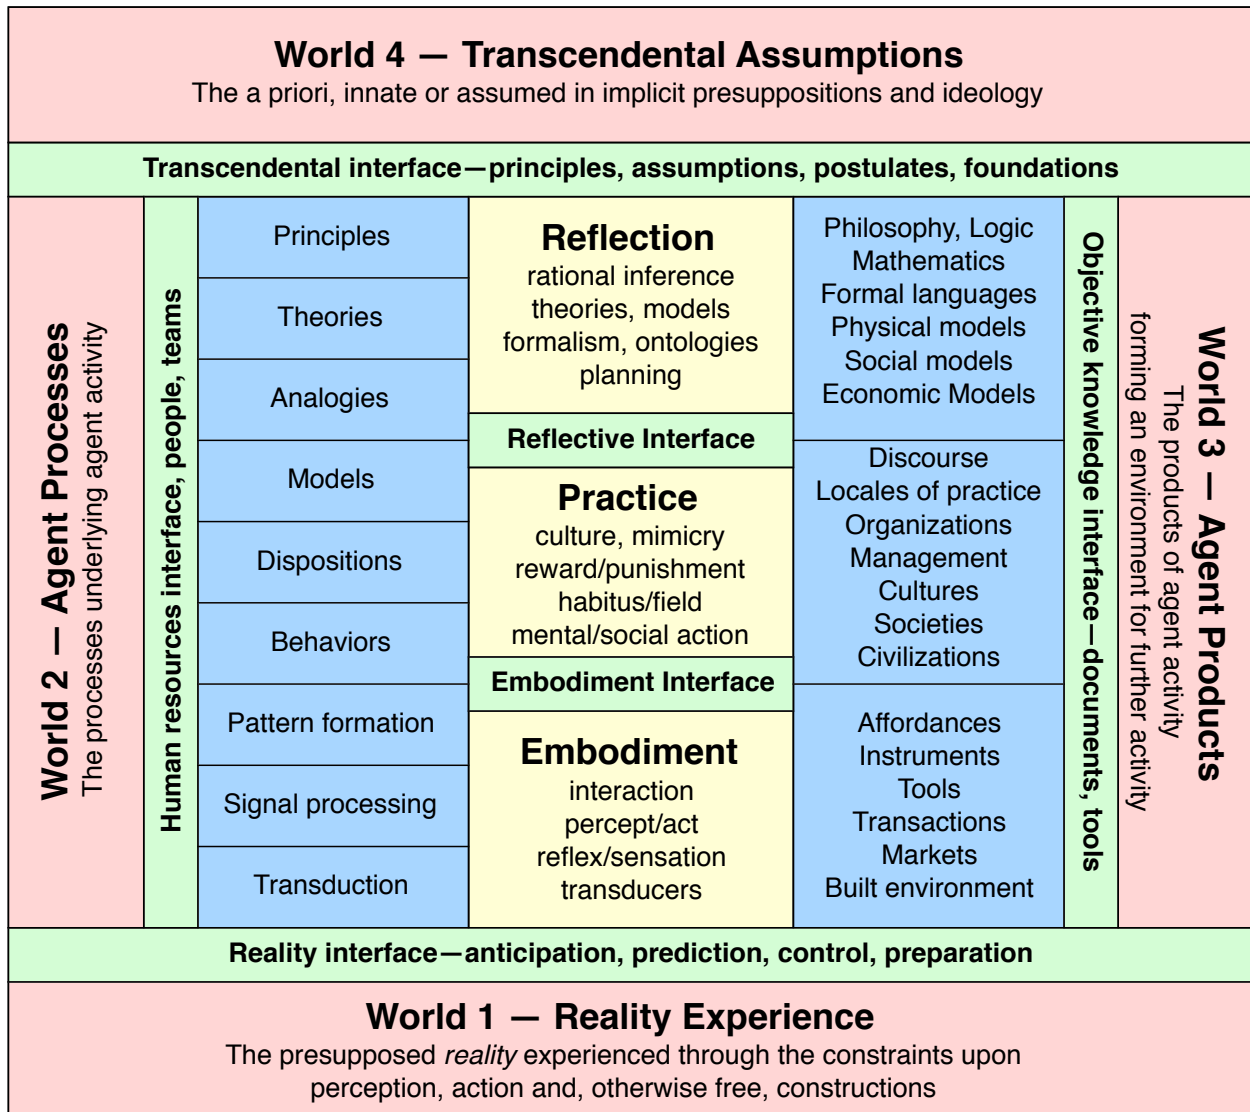 World 4 — Transcendental Assumptions
The a priori, innate or assumed in implicit presuppositions and ideology
Transcendental interface—principles, assumptions, postulates, foundations
World 2 — Agent Processes
The processes underlying agent activity
Human resources interface, people, teams
Principles
Theories
Analogies
Models
Dispositions
Behaviors
Pattern formation
Signal processing
Transduction
Reflection
rational inference
theories, models
formalism, ontologies
planning
Reflective Interface
Practice
culture, mimicry
reward/punishment
habitus/field
mental/social action
Embodiment Interface
Embodiment
interaction
percept/act
reflex/sensation
transducers
Philosophy, Logic
Mathematics
Formal languages
Physical models
Social models
Economic Models
Discourse
Locales of practice
Organizations
Management
Cultures
Societies
Civilizations
Affordances
Instruments
Tools
Transactions
Markets
Built environment
Objective knowledge interface—documents, tools
World 3 — Agent Products
The products of agent activity
forming an environment for further activity
Reality interface—anticipation, prediction, control, preparation
World 1 — Reality Experience
The presupposed reality experienced through the constraints upon
perception, action and, otherwise free, constructions